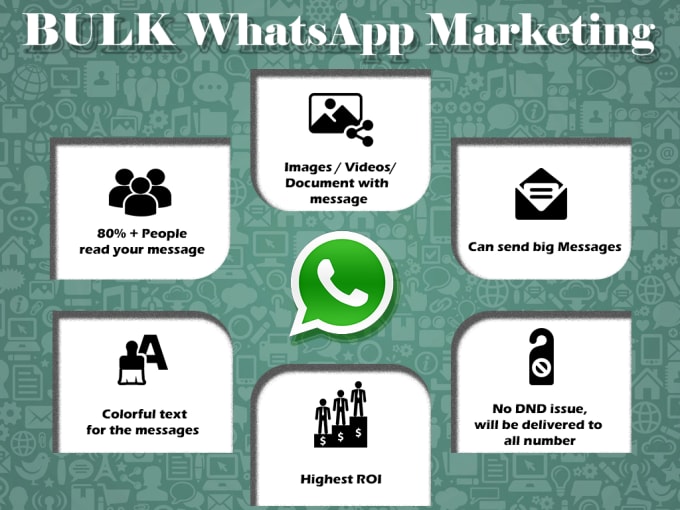 BULK WhatsApp Marketing
Images / Videos/
Document with
message
80% + People
read your message
Can send big Messages
Colorful text
for the messages
A
Highest ROI
$ $ $
No DND issue,
will be delivered to
all number